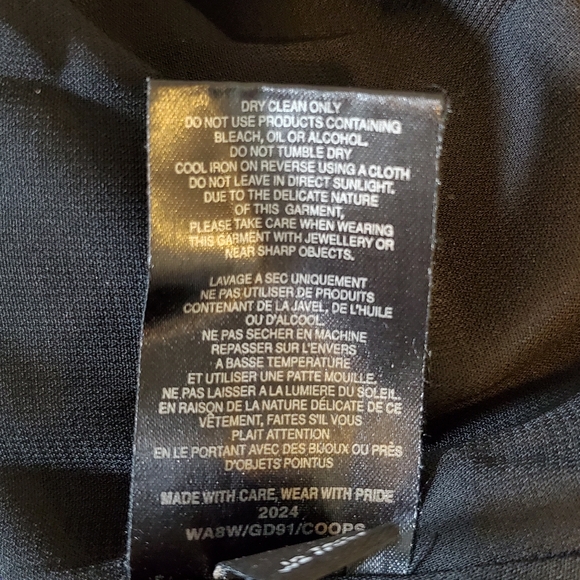 DRY CLEAN ONLY
DO NOT USE PRODUCTS CONTAINING
BLEACH, OIL OR ALCOHOL.
DO NOT TUMBLE DRY
COOL IRON ON REVERSE USING A CLOTH
DO NOT LEAVE IN DIRECT SUNLIGHT.
DUE TO THE DELICATE NATURE
OF THIS GARMENT,
PLEASE TAKE CARE WHEN WEARING
THIS GARMENT WITH JEWELLERY OR
NEAR SHARP OBJECTS.
LAVAGE A SEC UNIQUEMENT
NE PAS UTILISER DE PRODUITS
CONTENANT DE LA JAVEL, DE L'HUILE
OU D'ALCOOL.
NE PAS SECHER EN MACHINE
REPASSER SUR L'ENVERS
A BASSE TEMPERATURE
ET UTILISER UNE PATTE MOUILLE.
NE PAS LAISSER A LA LUMIERE DU SOLEIL.
EN RAISON DE LA NATURE DÉLICATE DE CE
VÊTEMENT, FAITES S'IL VOUS
PLAIT ATTENTION
EN LE PORTANT AVEC DES BIJOUX OU PRÈS
D'OBJETS POINTUS
MADE WITH CARE, WEAR WITH PRIDE
2024
WA8W/GD91/COOPS